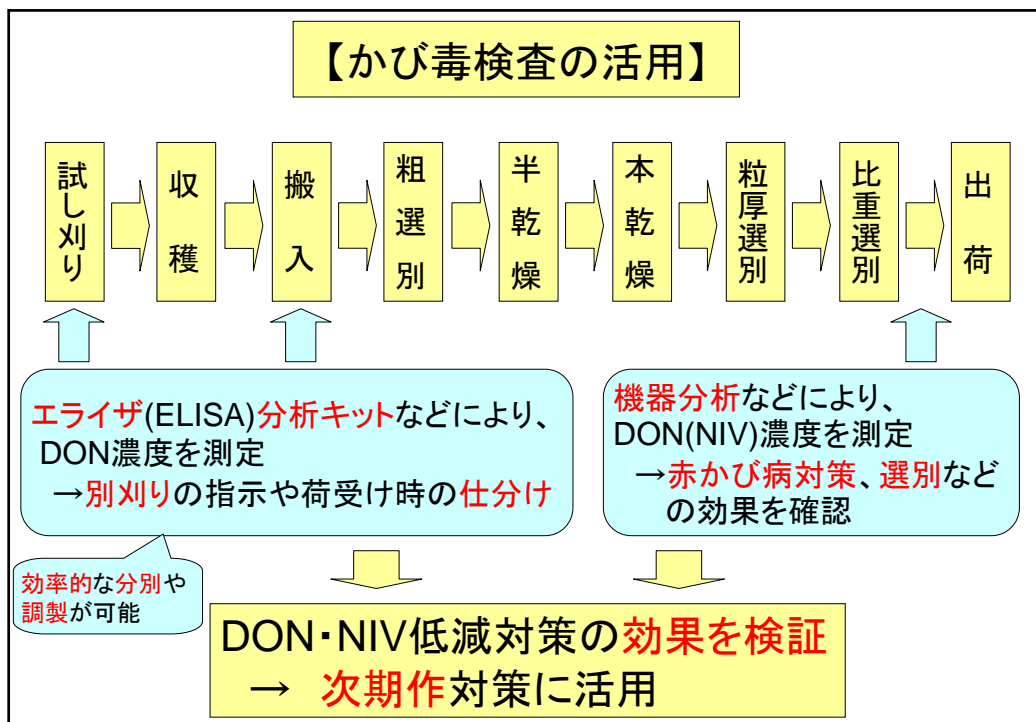 【かび毒検査の活用】
試し刈り
収穫
搬入
粗選別
半乾燥
本乾燥
粒厚選別
比重選別
出荷
エライザ(ELISA)分析キットなどにより、
DON濃度を測定
→別刈りの指示や荷受け時の仕分け
機器分析などにより、
DON(NIV)濃度を測定
→赤かび病対策、選別など
の効果を確認
効率的な分別や
調製が可能
DON・NIV低減対策の効果を検証
→ 次期作対策に活用